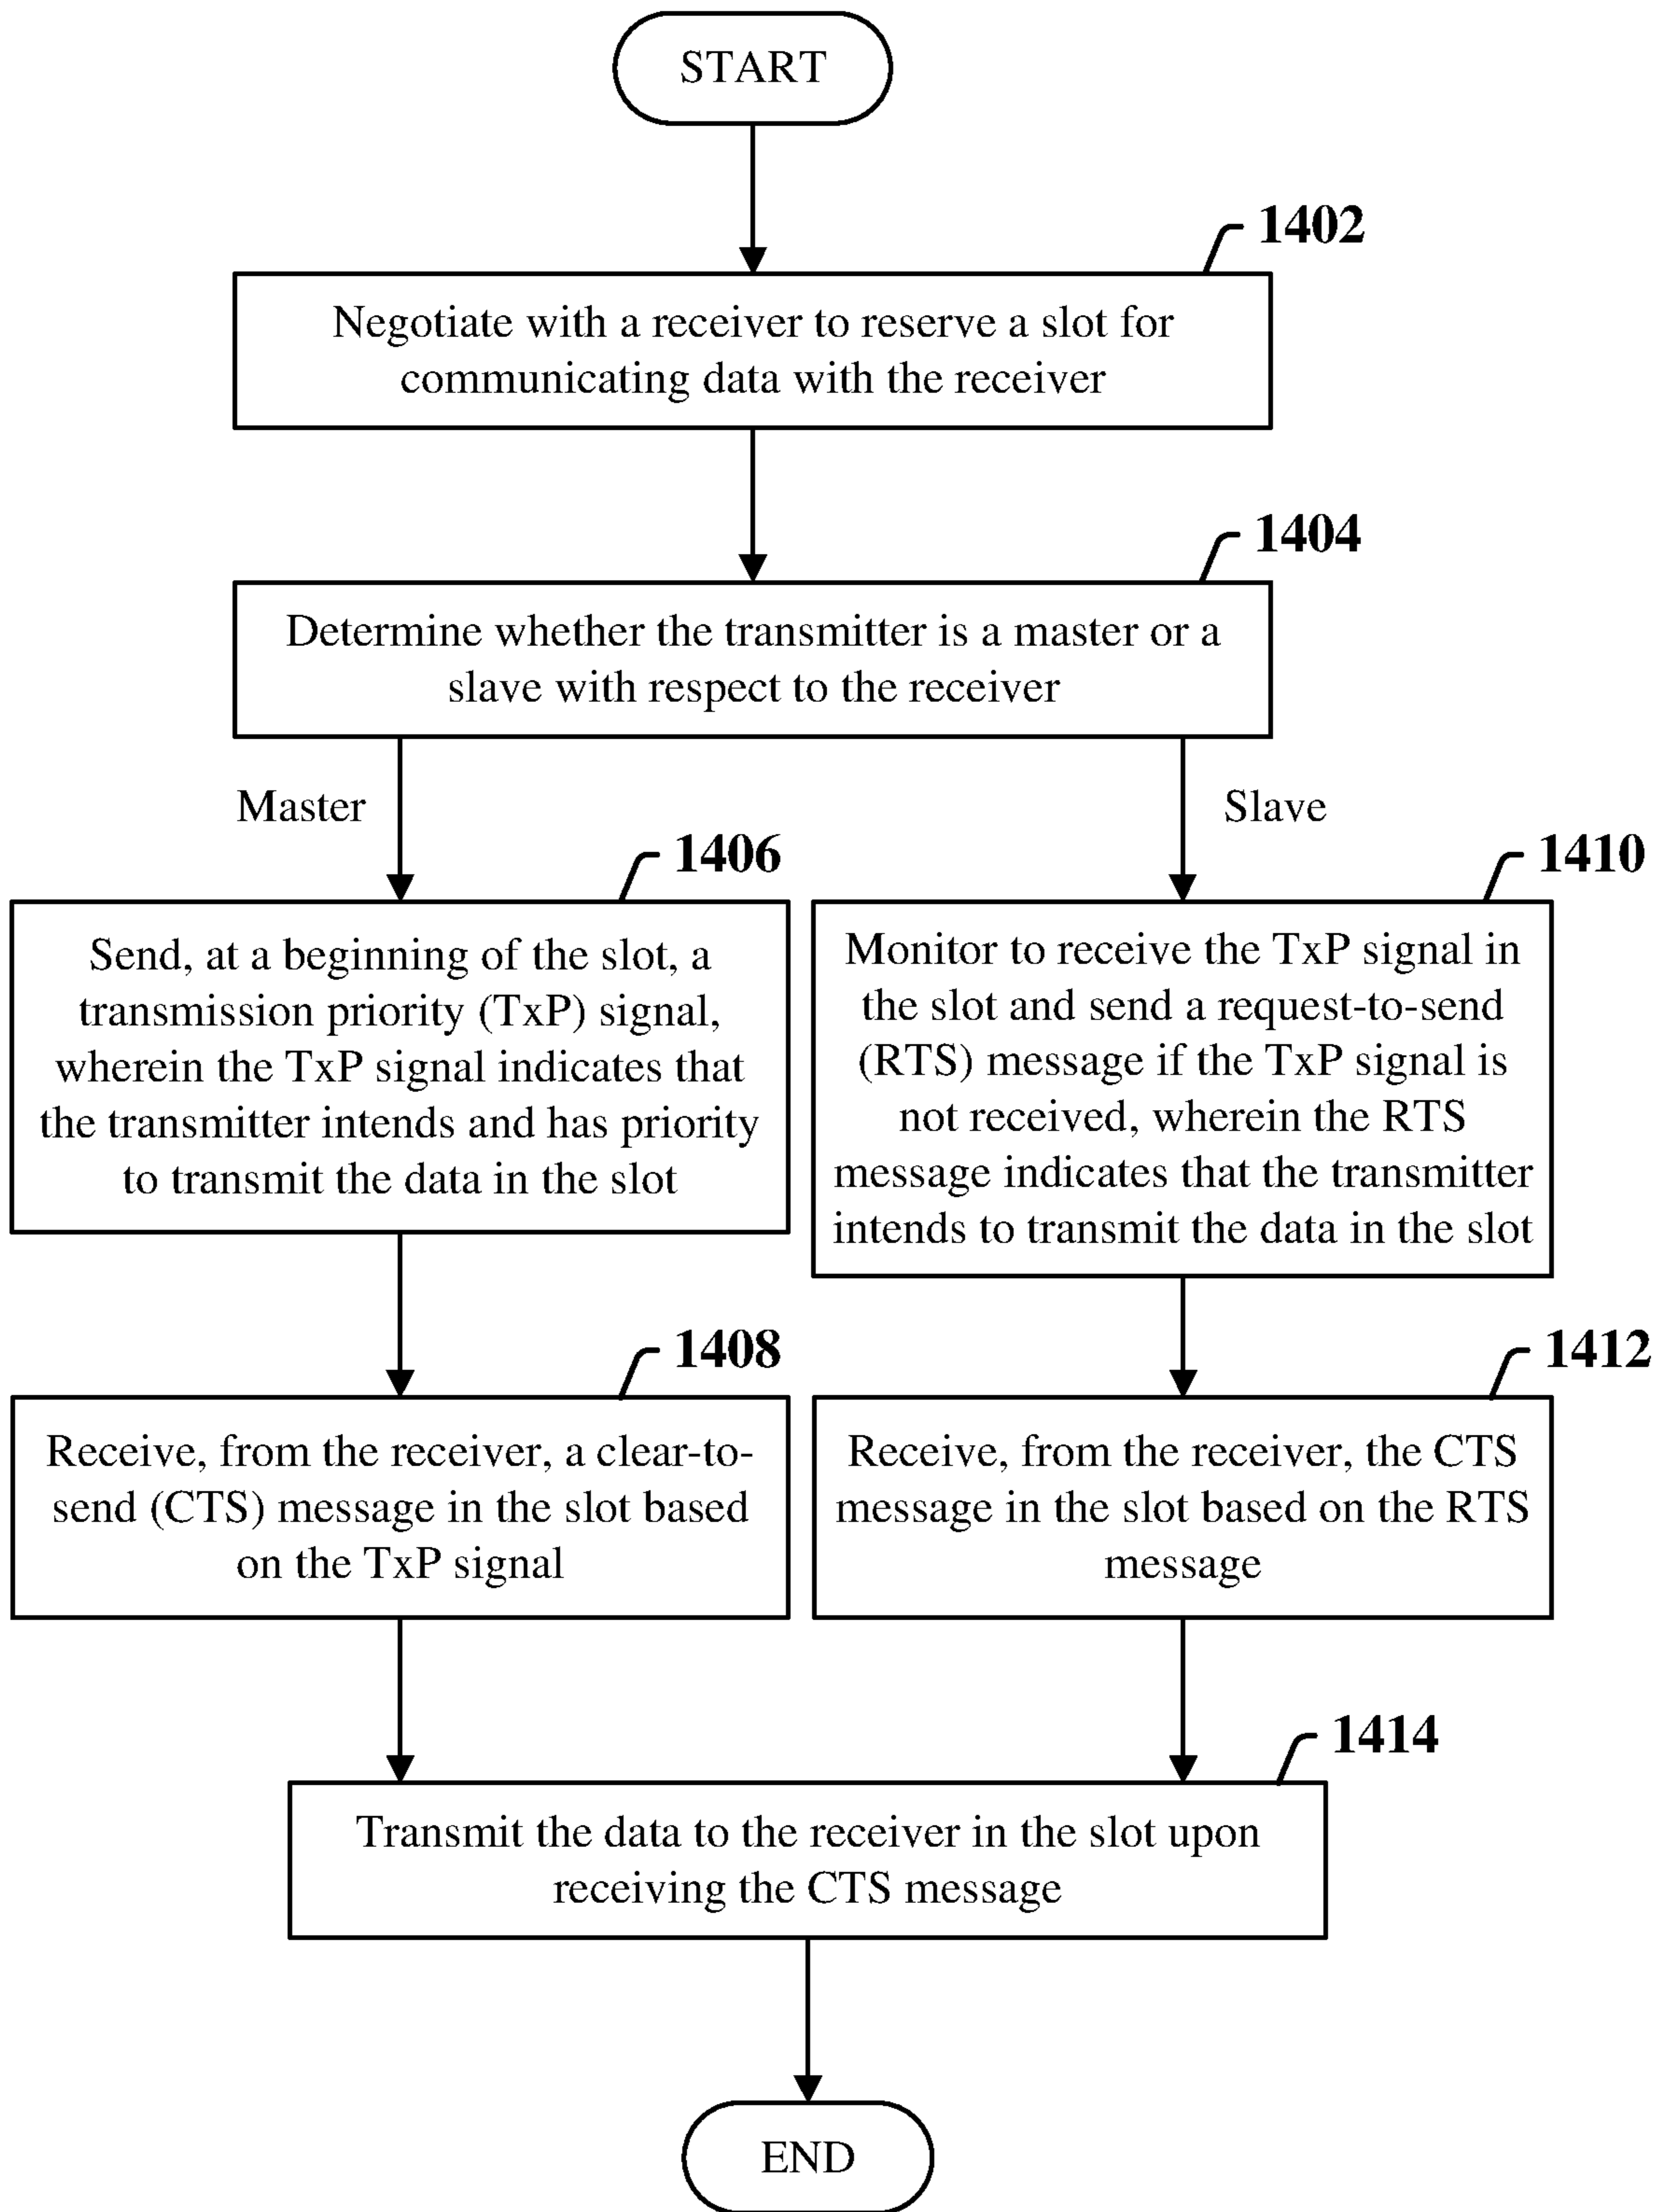 START
1402
Negotiate with a receiver to reserve a slot for
communicating data with the receiver
1404
Determine whether the transmitter is a master or a
slave with respect to the receiver
Master
Slave
1406
Send, at a beginning of the slot, a
transmission priority (TxP) signal,
wherein the TxP signal indicates that
the transmitter intends and has priority
to transmit the data in the slot
1410
Monitor to receive the TxP signal in
the slot and send a request-to-send
(RTS) message if the TxP signal is
not received, wherein the RTS
message indicates that the transmitter
intends to transmit the data in the slot
1408
Receive, from the receiver, a clear-to-
send (CTS) message in the slot based
on the TxP signal
1412
Receive, from the receiver, the CTS
message in the slot based on the RTS
message
1414
Transmit the data to the receiver in the slot upon
receiving the CTS message
END